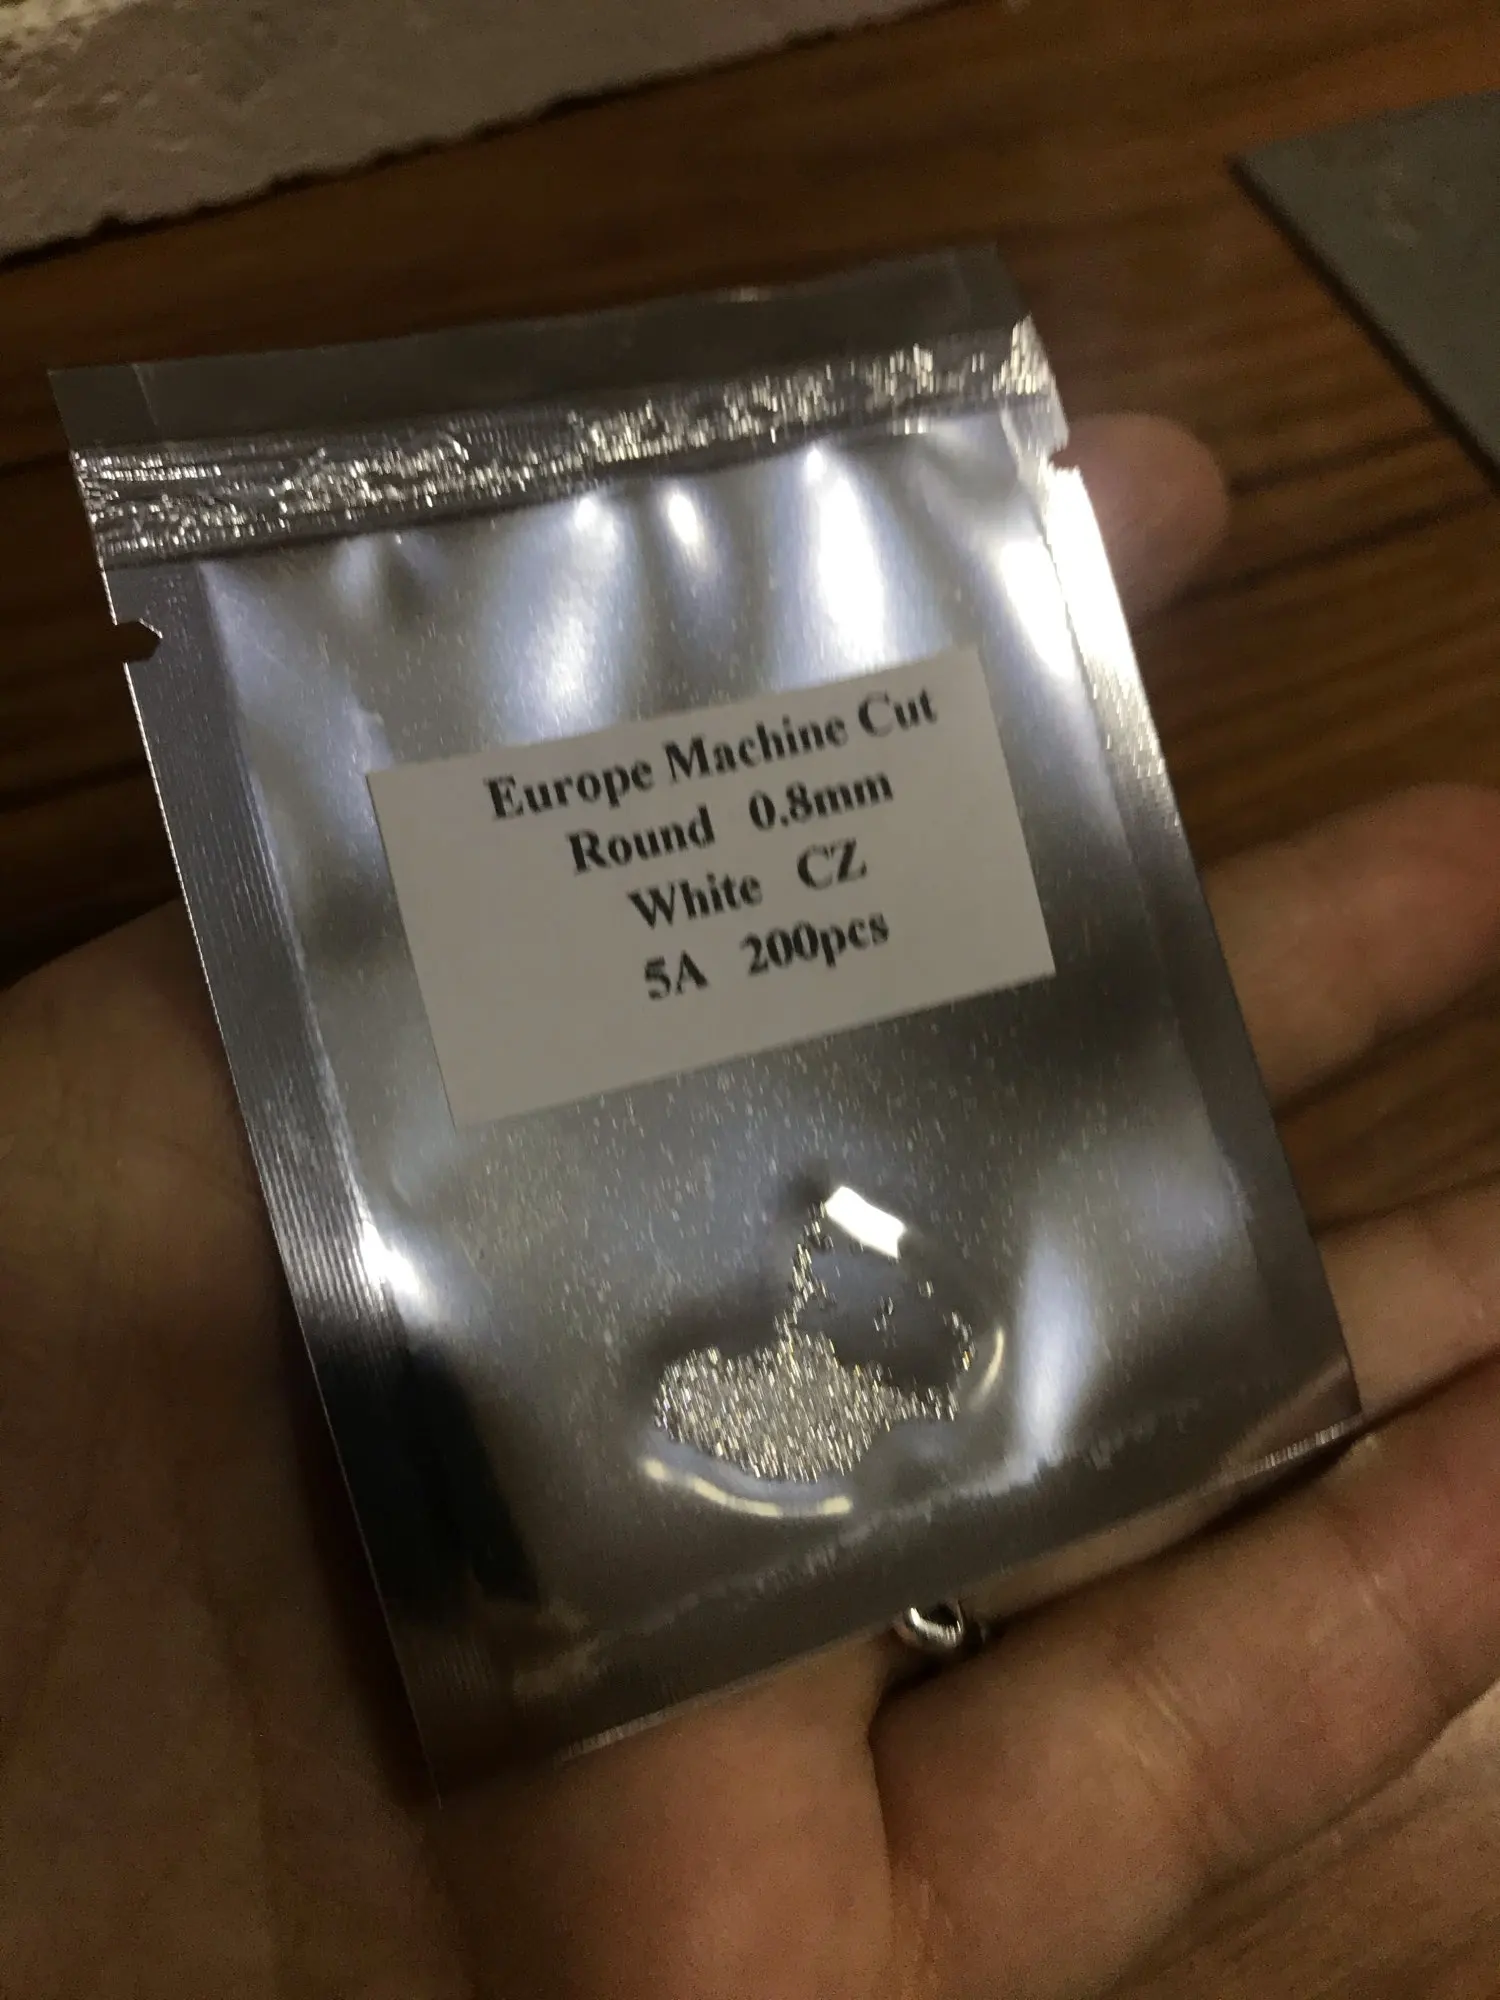 Europe Machine Cut
Round 0.8mm
White CZ
5A 200pcs